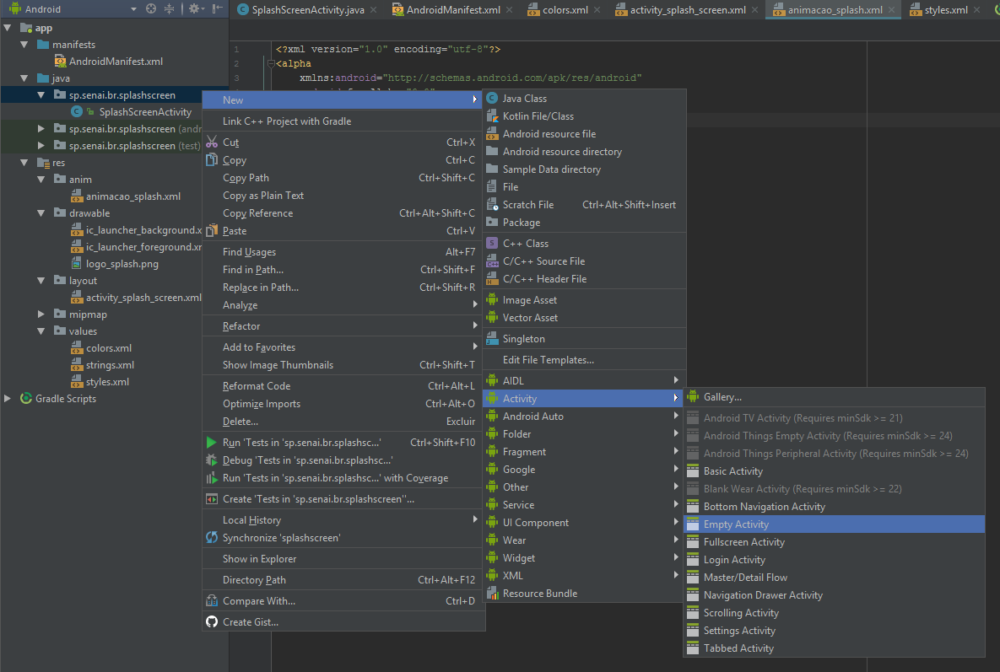 Android
SplashScreenActivity.java
AndroidManifest.xml
colors.xml
activity_splash_screen.xml
animacao_splash.xml
styles.xml
app
manifests
AndroidManifest.xml
java
sp.senai.br.splashscreen
SplashScreenActivity
sp.senai.br.splashscreen (andr
sp.senai.br.splashscreen (test)
res
anim
animacao_splash.xml
drawable
ic_launcher_background.x
ic_launcher_foreground.xr
logo_splash.png
layout
activity_splash_screen.xml
mipmap
values
colors.xml
strings.xml
styles.xml
Gradle Scripts
1 <?xml version="1.0" encoding="utf-8"?>
2 <alpha
3 xmlns:android="http://schemas.android.com/apk/res/android"
New
Link C++ Project with Gradle
Cut Ctrl+X
Copy Ctrl+C
Copy Path Ctrl+Shift+C
Copy as Plain Text
Copy Reference Ctrl+Alt+Shift+C
Paste Ctrl+V
Find Usages Alt+F7
Find in Path... Ctrl+Shift+F
Replace in Path... Ctrl+Shift+R
Analyze
Refactor
Add to Favorites
Show Image Thumbnails Ctrl+Shift+T
Reformat Code Ctrl+Alt+L
Optimize Imports Ctrl+Alt+O
Delete... Excluir
Run 'Tests in 'sp.senai.br.splashsc...' Ctrl+Shift+F10
Debug 'Tests in 'sp.senai.br.splashsc...'
Run 'Tests in 'sp.senai.br.splashsc...' with Coverage
Create 'Tests in 'sp.senai.br.splashscreen''...
Local History
Synchronize 'splashscreen'
Show in Explorer
Directory Path Ctrl+Alt+F12
Compare With... Ctrl+D
Create Gist...
Java Class
Kotlin File/Class
Android resource file
Android resource directory
Sample Data directory
File
Scratch File Ctrl+Alt+Shift+Insert
Package
C++ Class
C/C++ Source File
C/C++ Header File
Image Asset
Vector Asset
Singleton
Edit File Templates...
AIDL
Activity
Android Auto
Folder
Fragment
Google
Other
Service
UI Component
Wear
Widget
XML
Resource Bundle
Gallery...
Android TV Activity (Requires minSdk >= 21)
Android Things Empty Activity (Requires minSdk >= 24)
Android Things Peripheral Activity (Requires minSdk >= 24)
Basic Activity
Blank Wear Activity (Requires minSdk >= 22)
Bottom Navigation Activity
Empty Activity
Fullscreen Activity
Login Activity
Master/Detail Flow
Navigation Drawer Activity
Scrolling Activity
Settings Activity
Tabbed Activity